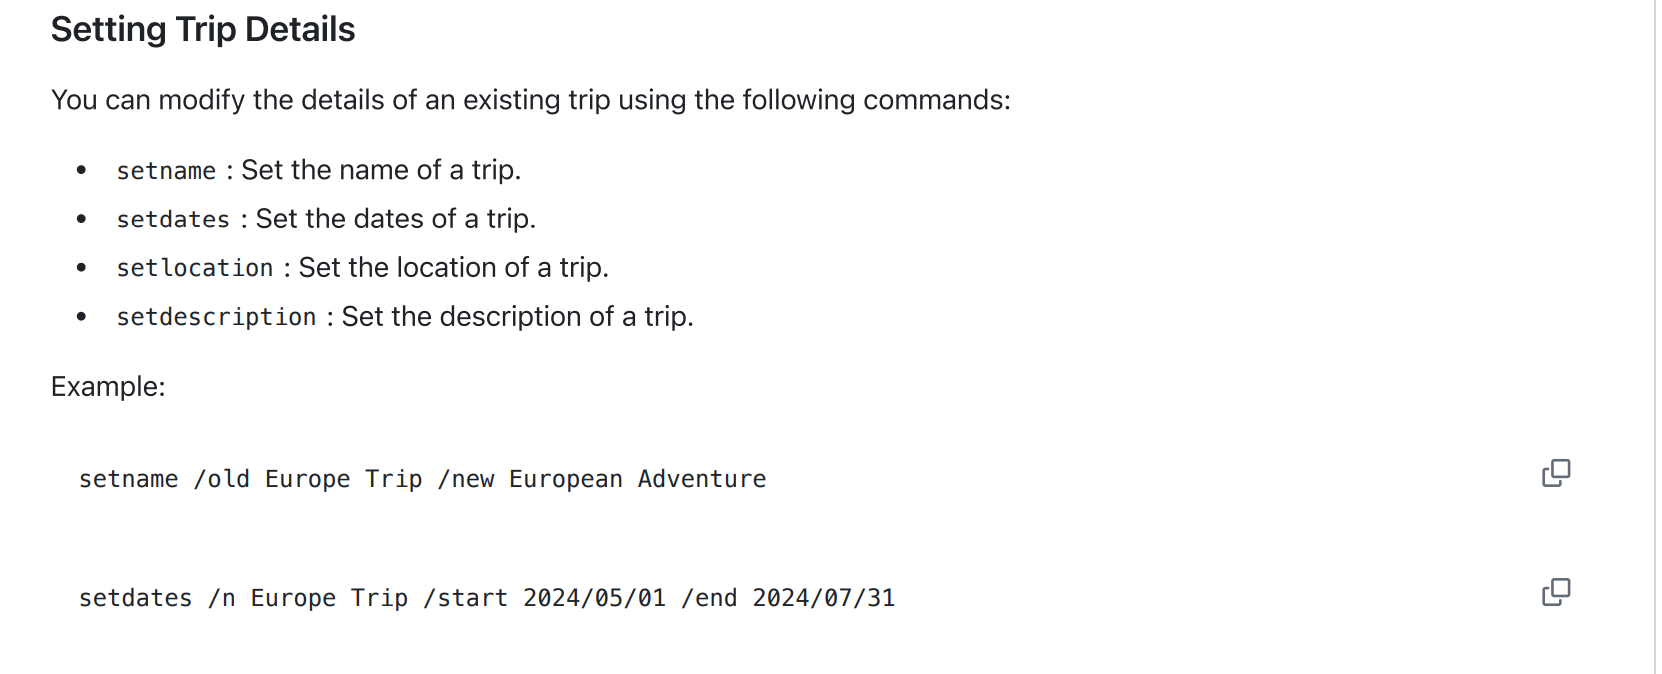 Setting Trip Details
You can modify the details of an existing trip using the following commands:
• setname : Set the name of a trip.
• setdates : Set the dates of a trip.
• setlocation : Set the location of a trip.
• setdescription : Set the description of a trip.
Example:
setname /old Europe Trip /new European Adventure
setdates /n Europe Trip /start 2024/05/01 /end 2024/07/31